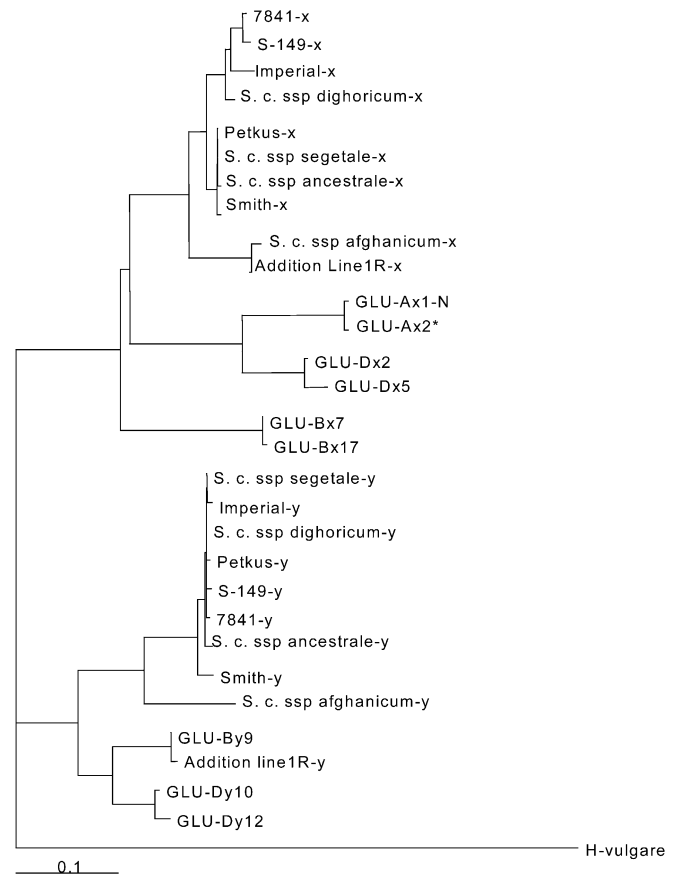 7841-x
S-149-x
Imperial-x
S. c. ssp dighoricum-x
Petkus-x
S. c. ssp segetale-x
S. c. ssp ancestrale-x
Smith-x
S. c. ssp afghanicum-x
Addition Line1R-x
GLU-Ax1-N
GLU-Ax2*
GLU-Dx2
GLU-Dx5
GLU-Bx7
GLU-Bx17
S. c. ssp segetale-y
Imperial-y
S. c. ssp dighoricum-y
Petkus-y
S-149-y
7841-y
S. c. ssp ancestrale-y
Smith-y
S. c. ssp afghanicum-y
GLU-By9
Addition line1R-y
GLU-Dy10
GLU-Dy12
H-vulgare
0.1